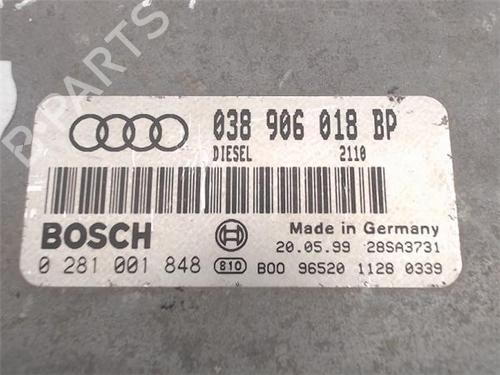 B-PARTS
038 906 018 BP
DIESEL 2110
BOSCH
Made in Germany
20.05.99 28SA3731
0 281 001 848 810 B00 96520 1128 0339